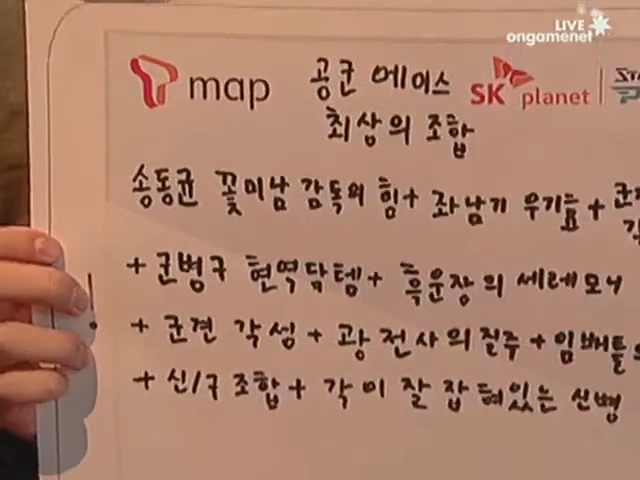 LIVE
ongamenet
T map 공군 에이스 SK planet
최상의 조합
송동균 꽃미남 감독의 힘 + 좌남기 우기효 +
+ 군병구 현역닥템 + 흑운장의 세레모니
+ 군견 각성 + 광전사의 질주 + 임배틀
+ 신/구 조합 + 각이 잘 잡혀있는 신병